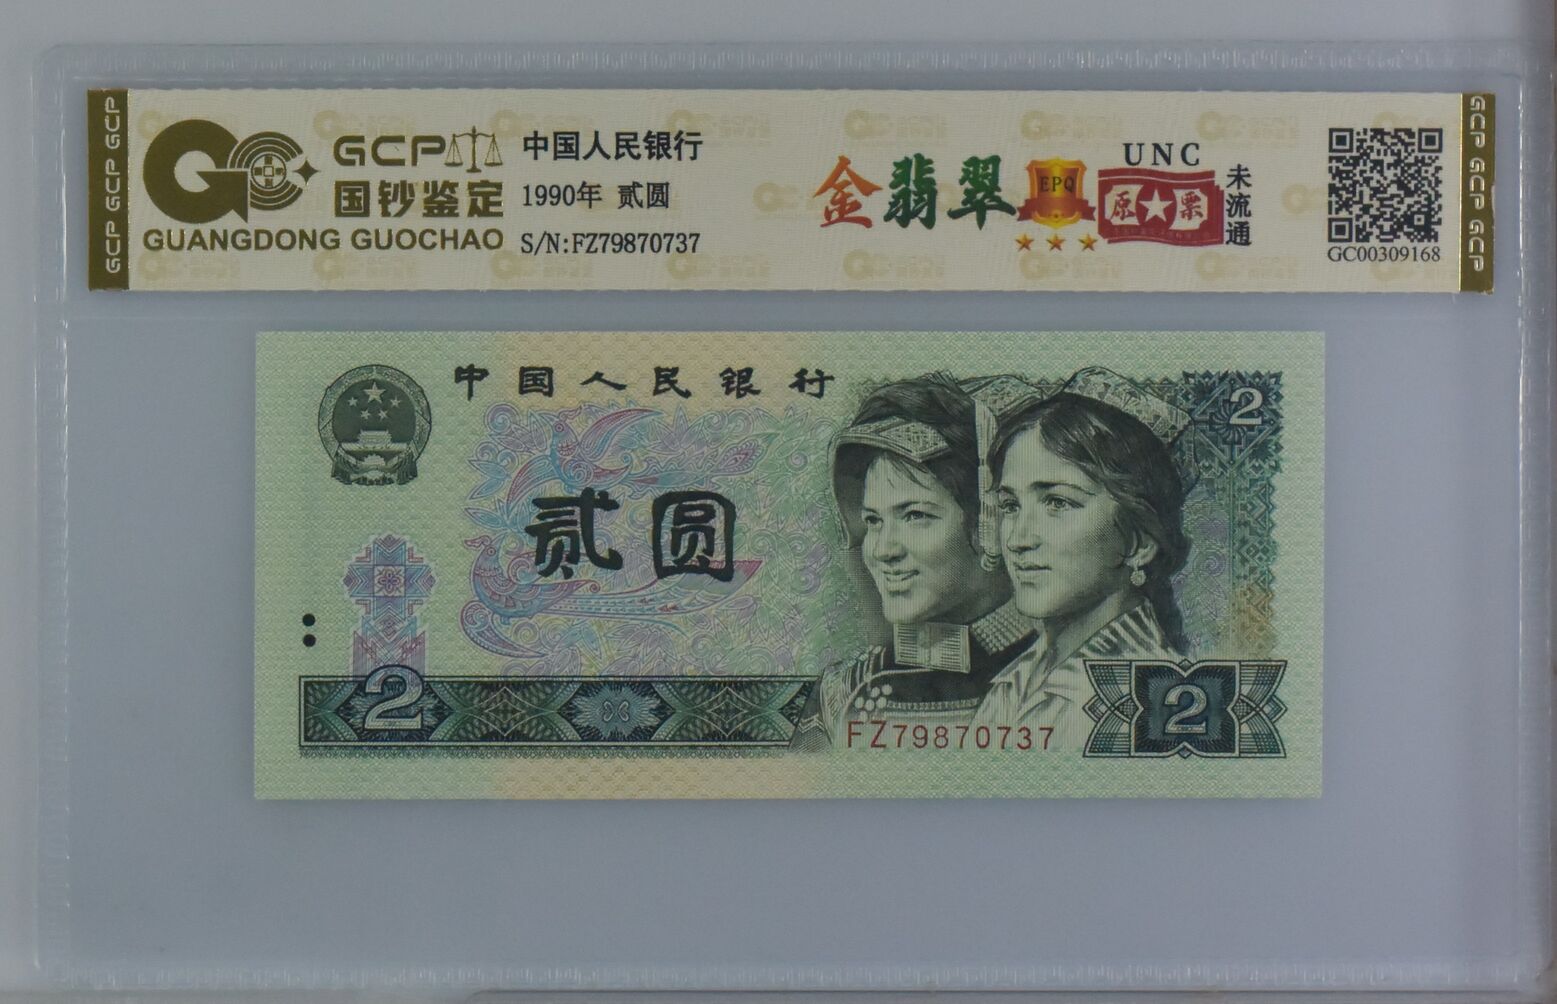 GCP GCP GCP
GCP
国钞鉴定
GUANGDONG GUOCHAO
中国人民银行
1990年 贰圆
S/N:FZ79870737
金翡翠
EPQ
UNC
原票
未流通
GC00309168
GCP GCP GCP
中国人民银行
2
贰圆
2
FZ79870737
2